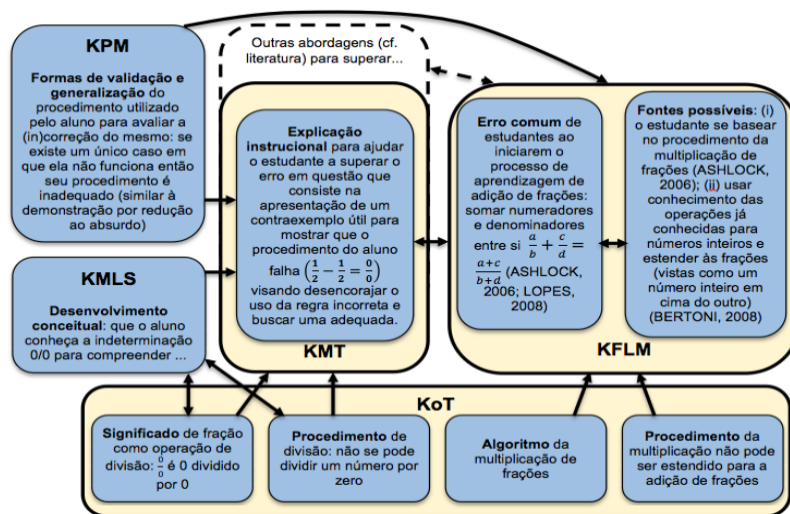 KPM
Formas de validação e
generalização do procedimento utilizado
pelo aluno para avaliar a
(in)correção do mesmo: se
existe um único caso em
que ela não funciona então
seu procedimento é
inadequado (similar à
demonstração por redução
ao absurdo)
Outras abordagens (cf.
literatura) para superar...
Explicação
instrucional para ajudar
o estudante a superar o
erro em questão que
consiste na
apresentação de um
contraexemplo útil para
mostrar que o
procedimento do aluno
falha (1/2 − 1/2 = 0/0)
visando desencorajar o
uso da regra incorreta e
buscar uma adequada.
KMT
Erro comum de
estudantes ao
iniciarem o
processo de
aprendizagem de
adição de frações:
somar numeradores
e denominadores
entre si a/b + c/d =
a+c/b+d (ASHLOCK,
2006; LOPES,
2008)
Fontes possíveis: (i)
o estudante se basear
no procedimento da
multiplicação de
frações (ASHLOCK,
2006); (ii) usar
conhecimento das
operações já
conhecidas para
números inteiros e
estender às frações
(vistas como um
número inteiro em
cima do outro)
(BERTONI, 2008)
KFLM
KMLS
Desenvolvimento
conceitual: que o aluno
conheça a indeterminação
0/0 para compreender ...
KoT
Significado de fração
como operação de
divisão: 0/0 é 0 dividido
por 0
Procedimento de
divisão: não se pode
dividir um número por
zero
Algoritmo da
multiplicação de
frações
Procedimento da
multiplicação não pode
ser estendido para a
adição de frações